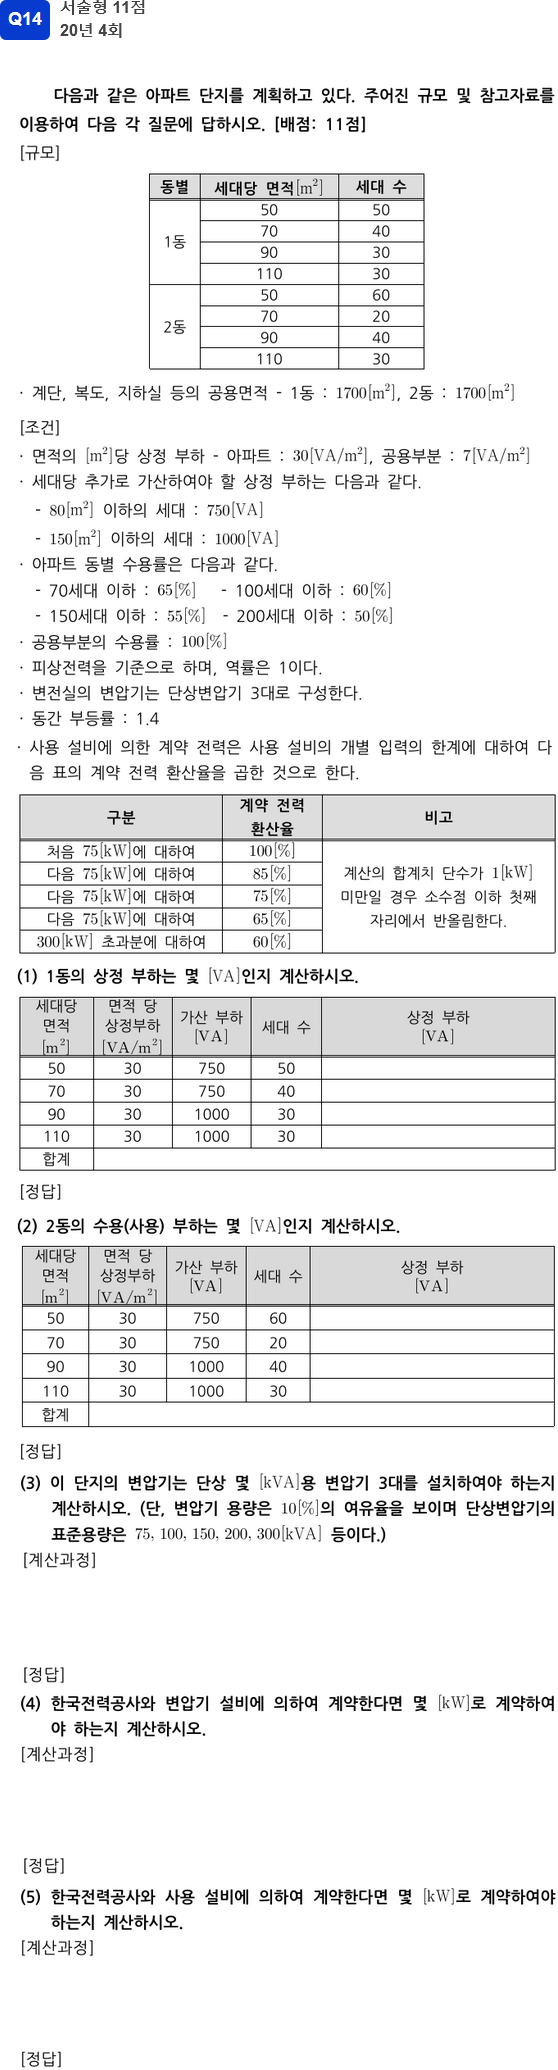 Q14
서술형 11점
20년 4회
다음과 같은 아파트 단지를 계획하고 있다. 주어진 규모 및 참고자료를
이용하여 다음 각 질문에 답하시오. [배점: 11점]
[규모]
동별 세대당 면적[m²] 세대 수
1동
50 50
70 40
90 30
110 30
2동
50 60
70 20
90 40
110 30
· 계단, 복도, 지하실 등의 공용면적 - 1동 : 1700[m²], 2동 : 1700[m²]
[조건]
· 면적의 [m²]당 상정 부하 - 아파트 : 30[VA/m²], 공용부분 : 7[VA/m²]
· 세대당 추가로 가산하여야 할 상정 부하는 다음과 같다.
- 80[m²] 이하의 세대 : 750[VA]
- 150[m²] 이하의 세대 : 1000[VA]
· 아파트 동별 수용률은 다음과 같다.
- 70세대 이하 : 65[%] - 100세대 이하 : 60[%]
- 150세대 이하 : 55[%] - 200세대 이하 : 50[%]
· 공용부분의 수용률 : 100[%]
· 피상전력을 기준으로 하며, 역률은 1이다.
· 변전실의 변압기는 단상변압기 3대로 구성한다.
· 동간 부등률 : 1.4
· 사용 설비에 의한 계약 전력은 사용 설비의 개별 입력의 한계에 대하여 다
음 표의 계약 전력 환산율을 곱한 것으로 한다.
구분 계약 전력 비고
환산율
처음 75[kW]에 대하여 100[%]
다음 75[kW]에 대하여 85[%]
다음 75[kW]에 대하여 75[%]
다음 75[kW]에 대하여 65[%]
300[kW] 초과분에 대하여 60[%]
계산의 합계치 단수가 1[kW]
미만일 경우 소수점 이하 첫째
자리에서 반올림한다.
(1) 1동의 상정 부하는 몇 [VA]인지 계산하시오.
세대당 면적 [m²]
면적 당 상정부하 [VA/m²]
가산 부하 [VA]
세대 수
상정 부하 [VA]
50 30 750 50
70 30 750 40
90 30 1000 30
110 30 1000 30
합계
[정답]
(2) 2동의 수용(사용) 부하는 몇 [VA]인지 계산하시오.
세대당 면적 [m²]
면적 당 상정부하 [VA/m²]
가산 부하 [VA]
세대 수
상정 부하 [VA]
50 30 750 60
70 30 750 20
90 30 1000 40
110 30 1000 30
합계
[정답]
(3) 이 단지의 변압기는 단상 몇 [kVA]용 변압기 3대를 설치하여야 하는지
계산하시오. (단, 변압기 용량은 10[%]의 여유율을 보이며 단상변압기의
표준용량은 75, 100, 150, 200, 300[kVA] 등이다.)
[계산과정]
[정답]
(4) 한국전력공사와 변압기 설비에 의하여 계약한다면 몇 [kW]로 계약하여
야 하는지 계산하시오.
[계산과정]
[정답]
(5) 한국전력공사와 사용 설비에 의하여 계약한다면 몇 [kW]로 계약하여야
하는지 계산하시오.
[계산과정]
[정답]